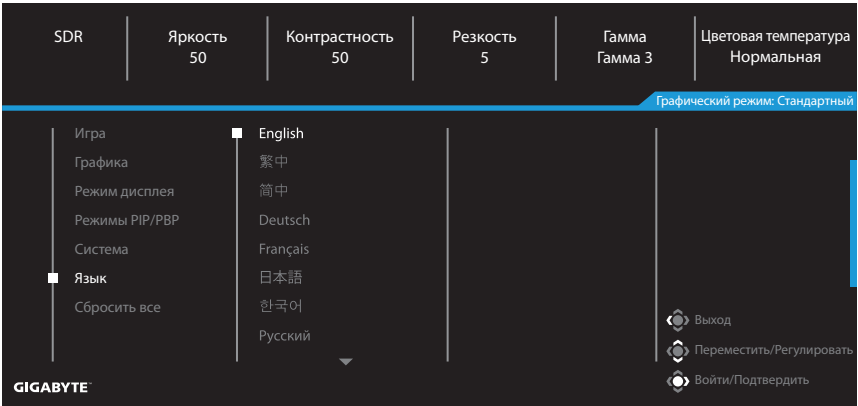 SDR
Яркость
50
Контрастность
50
Резкость
5
Гамма
Гамма 3
Цветовая температура
Нормальная
Графический режим: Стандартный
Игра
Графика
Режим дисплея
Режимы PIP/PBP
Система
Язык
Сбросить все
English
繁中
简中
Deutsch
Français
日本語
한국어
Русский
Выход
Переместить/Регулировать
Войти/Подтвердить
GIGABYTE™